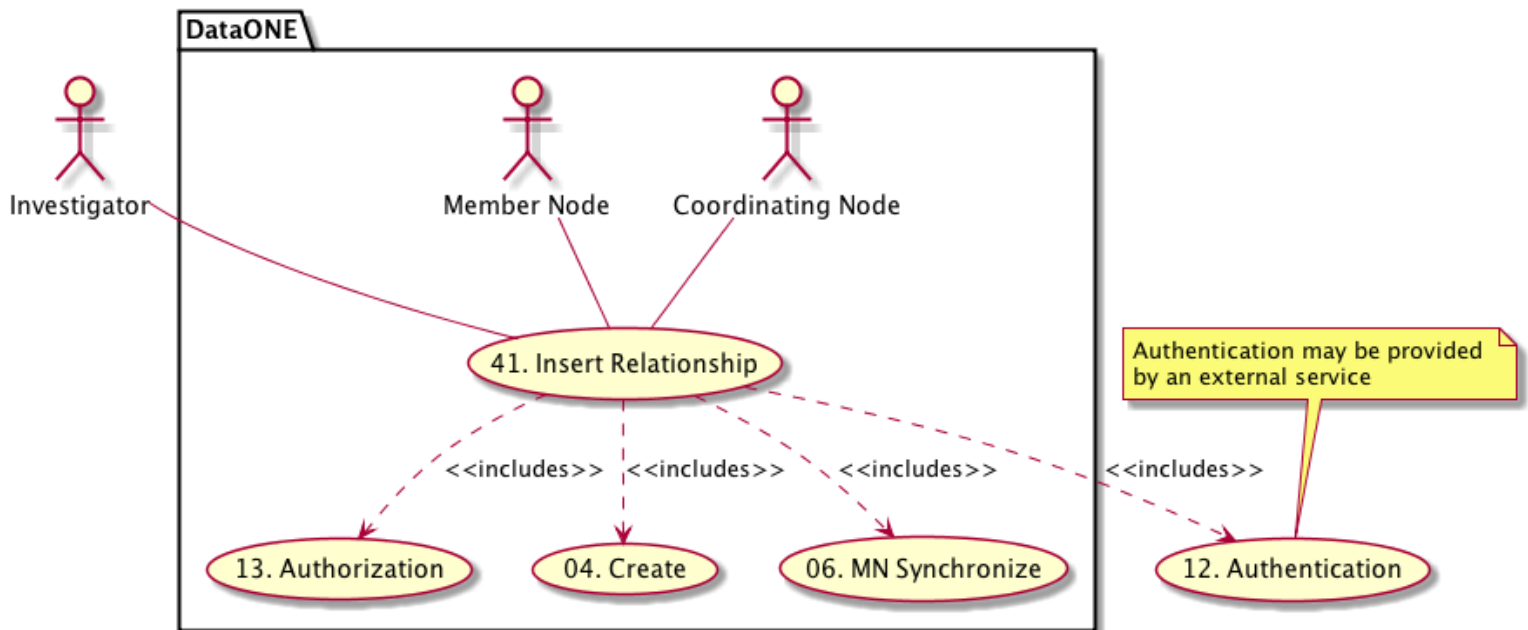 DataONE
Investigator
Member Node
Coordinating Node
41. Insert Relationship
Authentication may be provided
by an external service
<<includes>>
<<includes>>
<<includes>>
<<includes>>
13. Authorization
04. Create
06. MN Synchronize
12. Authentication